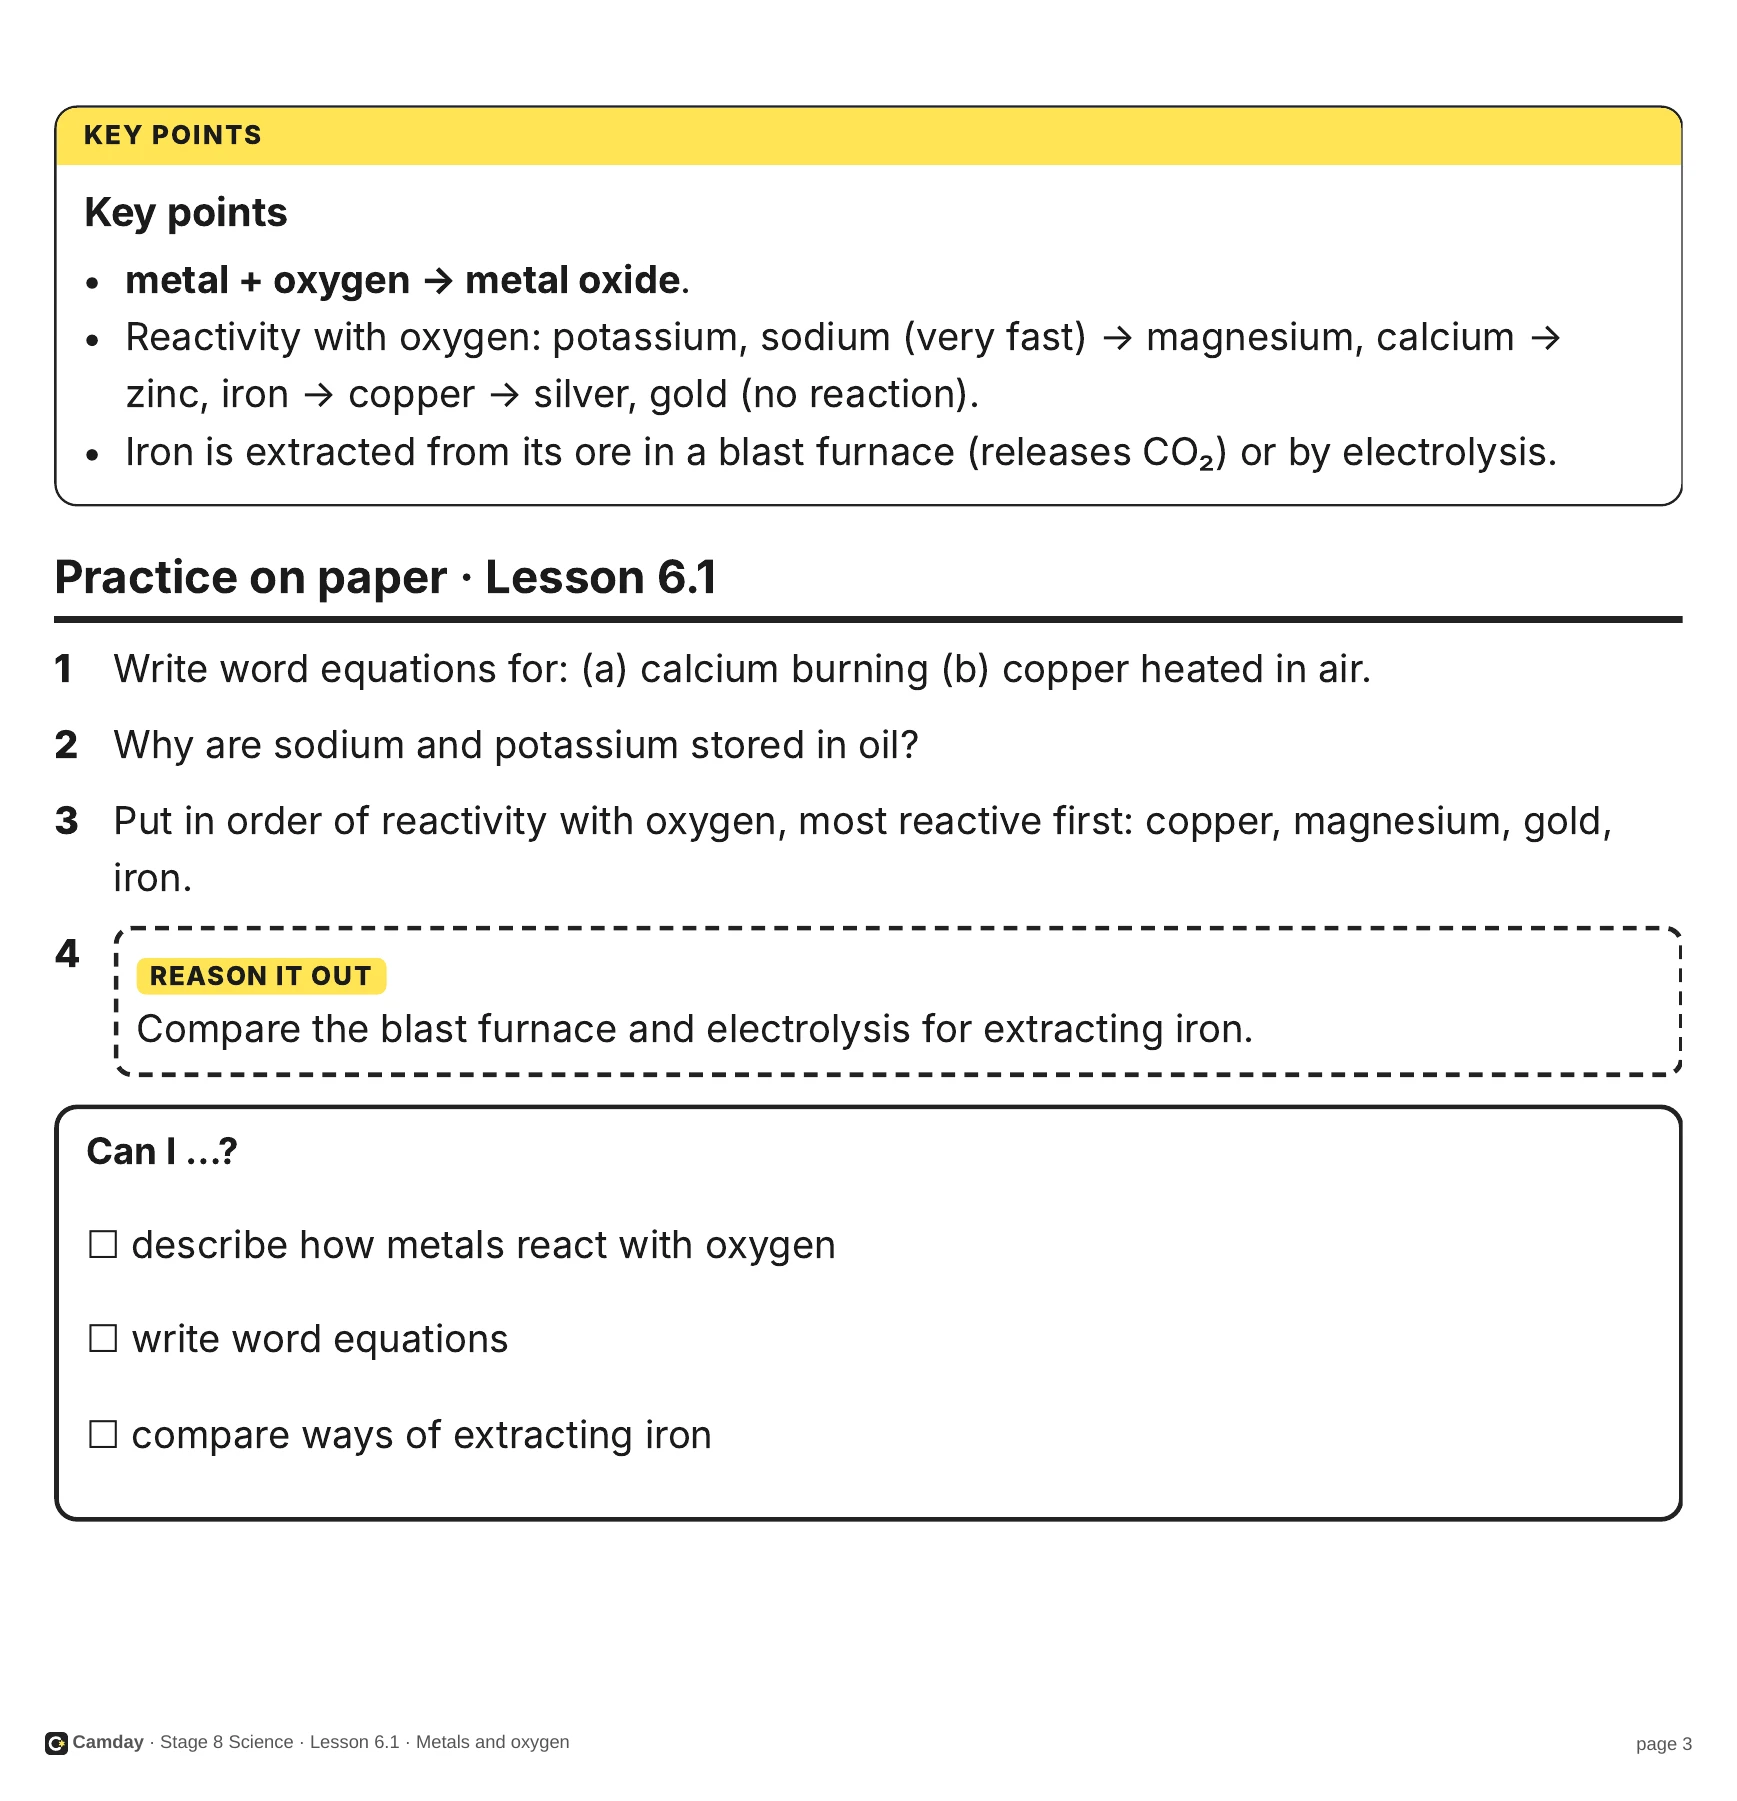 KEY POINTS
Key points
• metal + oxygen → metal oxide.
• Reactivity with oxygen: potassium, sodium (very fast) → magnesium, calcium →
zinc, iron → copper → silver, gold (no reaction).
• Iron is extracted from its ore in a blast furnace (releases CO₂) or by electrolysis.
Practice on paper · Lesson 6.1
1 Write word equations for: (a) calcium burning (b) copper heated in air.
2 Why are sodium and potassium stored in oil?
3 Put in order of reactivity with oxygen, most reactive first: copper, magnesium, gold,
iron.
4 REASON IT OUT
Compare the blast furnace and electrolysis for extracting iron.
Can I …?
☐ describe how metals react with oxygen
☐ write word equations
☐ compare ways of extracting iron
Camday · Stage 8 Science · Lesson 6.1 · Metals and oxygen page 3